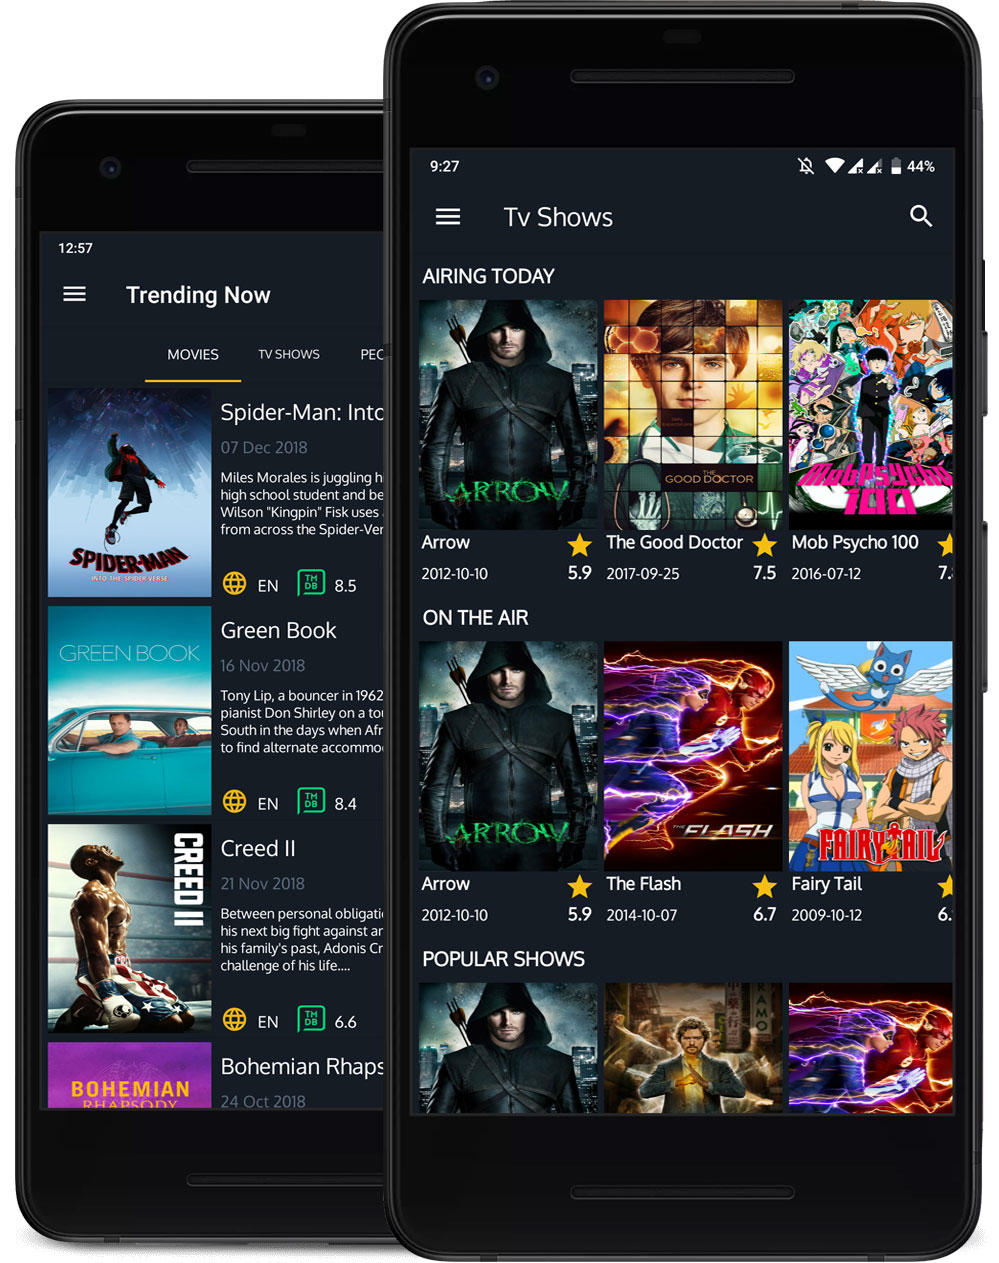 12:57
Trending Now
MOVIES
TV SHOWS
SPIDER-MAN
INTO THE SPIDER-VERSE
Spider-Man: Into
07 Dec 2018
Miles Morales is juggling h
high school student and be
Wilson "Kingpin" Fisk uses
from across the Spider-Ver
EN
TM
DB
8.5
GREEN BOOK
Green Book
16 Nov 2018
Tony Lip, a bouncer in 1962
pianist Don Shirley on a tou
South in the days when Afr
to find alternate accommo
EN
TM
DB
8.4
CREED II
Creed II
21 Nov 2018
Between personal obligati
his next big fight against an
his family's past, Adonis Cr
challenge of his life....
EN
TM
DB
6.6
BOHEMIAN
RHAPSODY
Bohemian Rhaps
24 Oct 2018
9:27
44%
Tv Shows
AIRING TODAY
ARROW
THE
GOOD DOCTOR
Mob Psycho
100
Arrow
The Good Doctor
Mob Psycho 100
2012-10-10
5.9
2017-09-25
7.5
2016-07-12
7.
ON THE AIR
ARROW
THE FLASH
FAIRY TAIL
Arrow
The Flash
Fairy Tail
2012-10-10
5.9
2014-10-07
6.7
2009-10-12
6.
POPULAR SHOWS